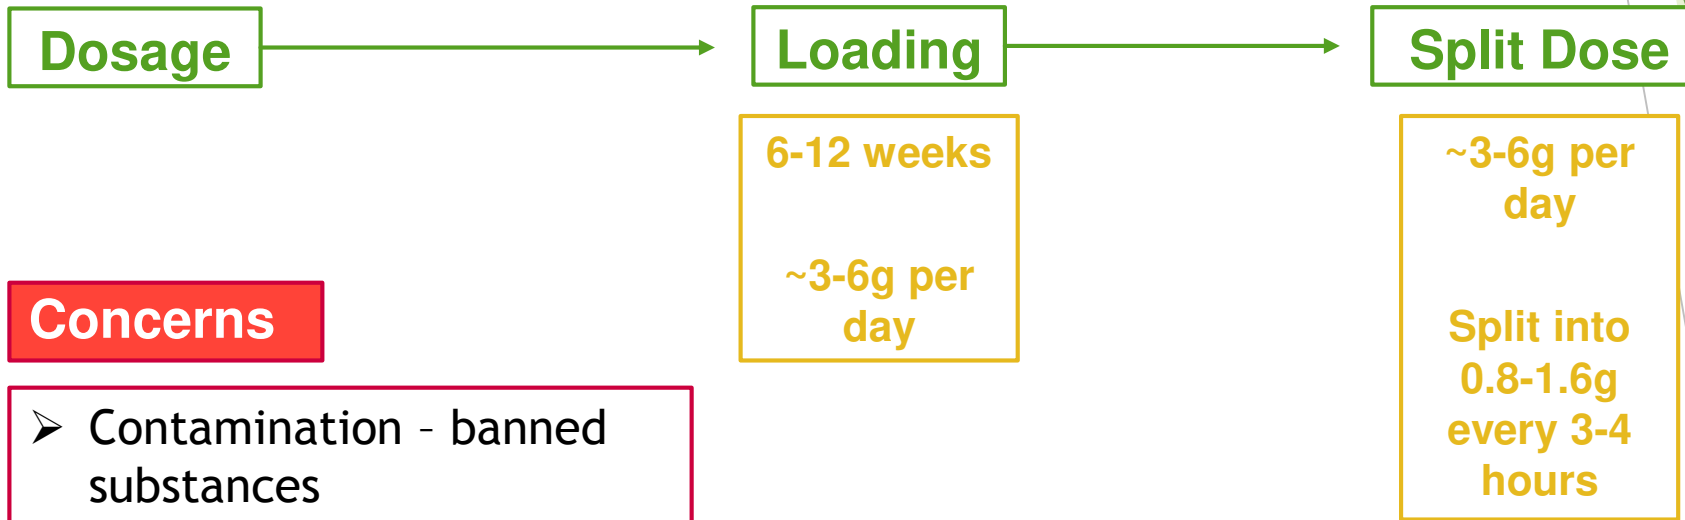 Dosage
Loading
Split Dose
6-12 weeks
~3-6g per
day
~3-6g per
day
Split into
0.8-1.6g
every 3-4
hours
Concerns
➢ Contamination – banned
substances